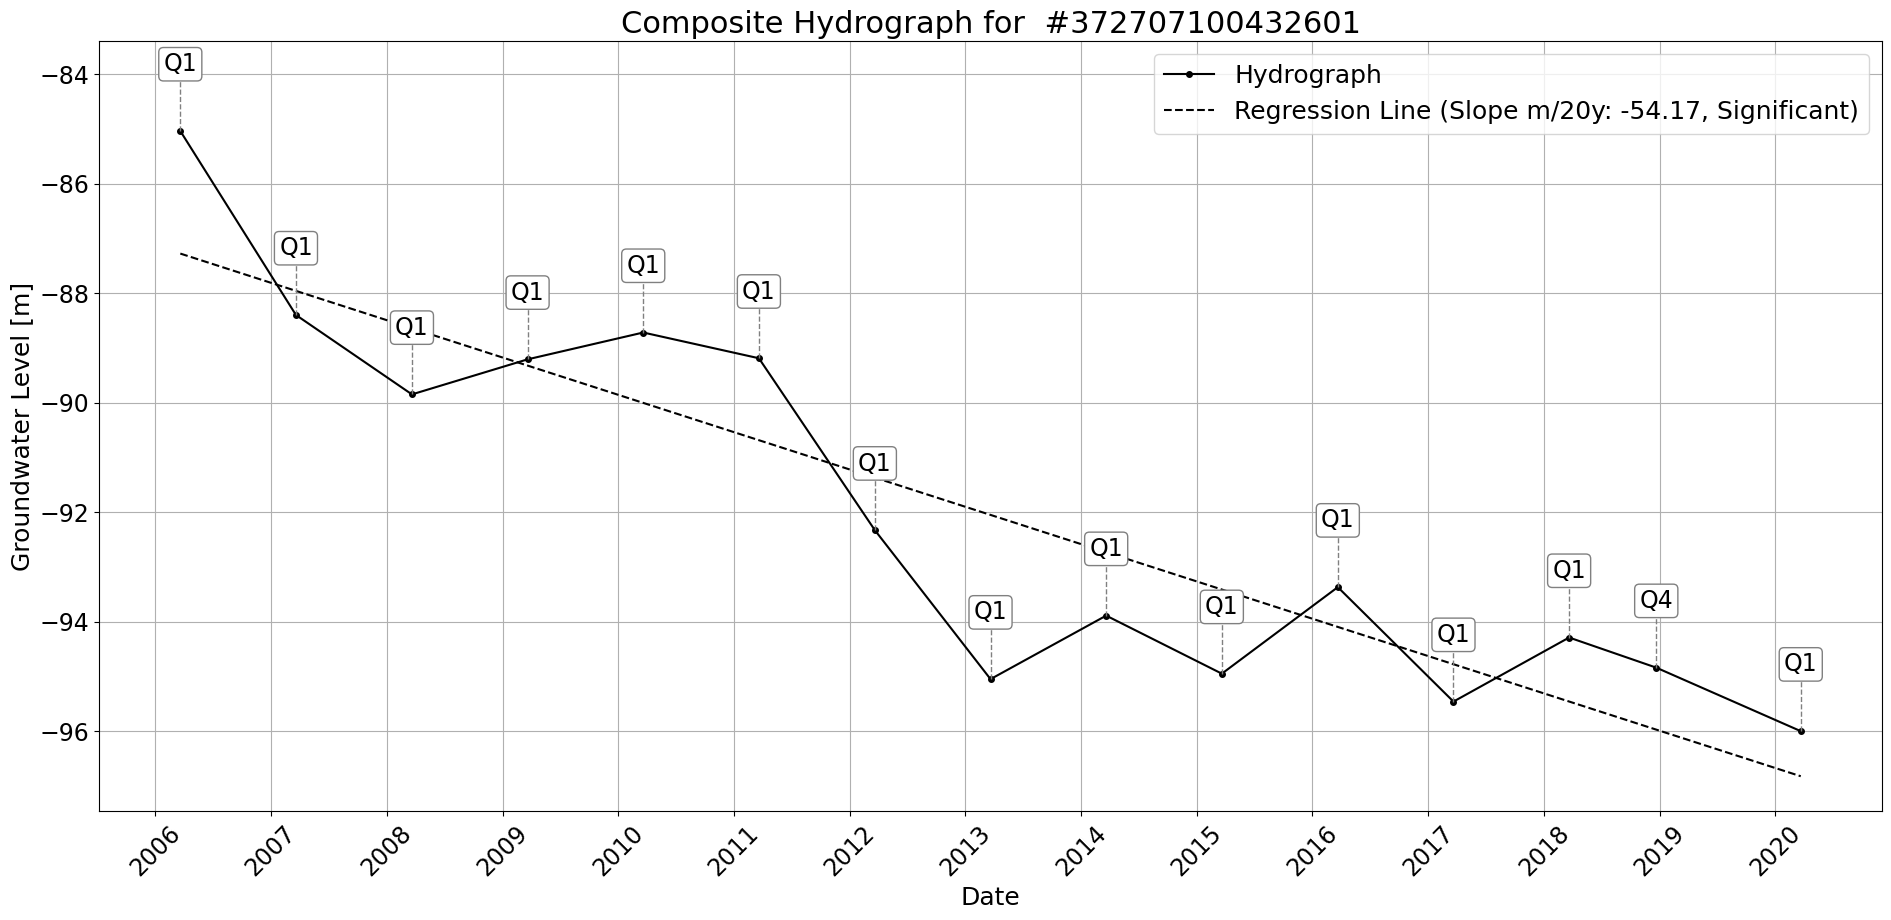 Composite Hydrograph for  #372707100432601
Hydrograph
Regression Line (Slope m/20y: -54.17, Significant)
Groundwater Level [m]
−84
−86
−88
−90
−92
−94
−96
Q1
Q1
Q1
Q1
Q1
Q1
Q1
Q1
Q1
Q1
Q1
Q1
Q1
Q4
Q1
2006
2007
2008
2009
2010
2011
2012
2013
2014
2015
2016
2017
2018
2019
2020
Date